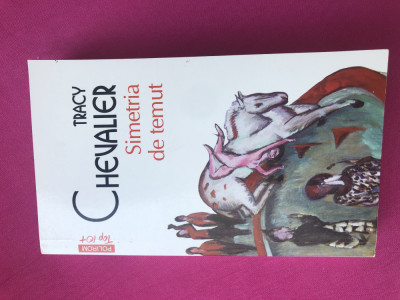 TRACY
CHEVALIER
Simetria
de temut
Top 10+
POLIROM